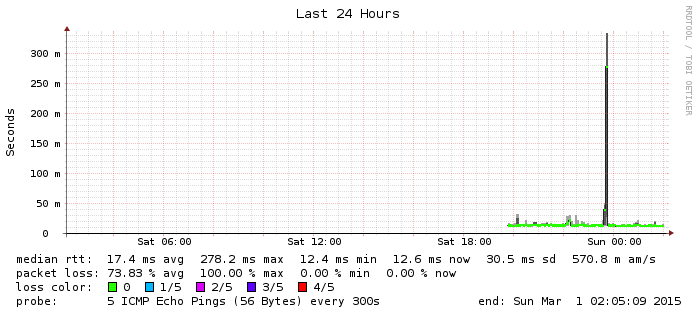 Last 24 Hours
RRDTOOL / TOBI OETIKER
Seconds
300 m
250 m
200 m
150 m
100 m
50 m
0
Sat 06:00 Sat 12:00 Sat 18:00 Sun 00:00
median rtt: 17.4 ms avg 278.2 ms max 12.4 ms min 12.6 ms now 30.5 ms sd 570.8 m am/s
packet loss: 73.83 % avg 100.00 % max 0.00 % min 0.00 % now
loss color: 0 1/5 2/5 3/5 4/5
probe: 5 ICMP Echo Pings (56 Bytes) every 300s end: Sun Mar 1 02:05:09 2015